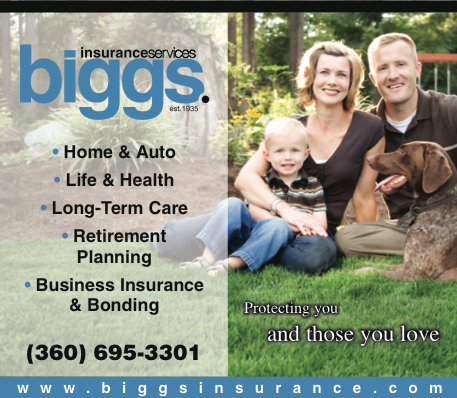 insuranceservices
biggs.
est.1935
• Home & Auto
• Life & Health
• Long-Term Care
• Retirement
Planning
• Business Insurance
& Bonding
(360) 695-3301
Protecting you
and those you love
www.biggsinsurance.com